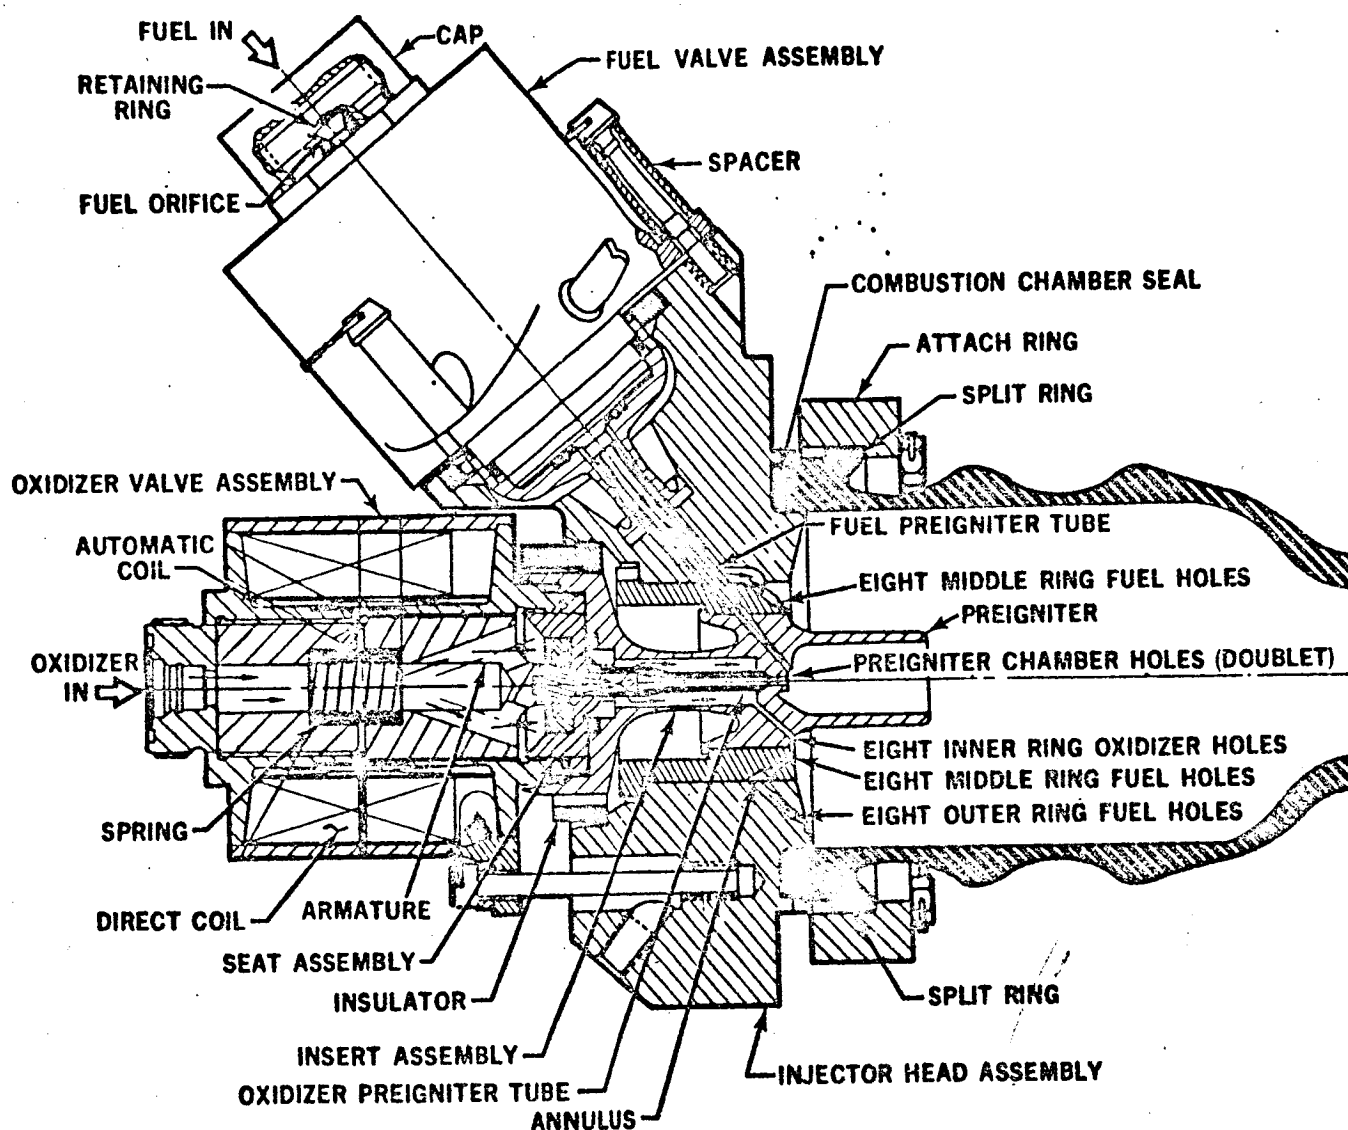 FUEL IN
CAP
FUEL VALVE ASSEMBLY
RETAINING
RING
SPACER
FUEL ORIFICE
COMBUSTION CHAMBER SEAL
ATTACH RING
SPLIT RING
OXIDIZER VALVE ASSEMBLY
FUEL PREIGNITER TUBE
AUTOMATIC
COIL
EIGHT MIDDLE RING FUEL HOLES
PREIGNITER
OXIDIZER
IN
PREIGNITER CHAMBER HOLES (DOUBLET)
EIGHT INNER RING OXIDIZER HOLES
EIGHT MIDDLE RING FUEL HOLES
EIGHT OUTER RING FUEL HOLES
SPRING
DIRECT COIL
ARMATURE
SEAT ASSEMBLY
INSULATOR
SPLIT RING
INSERT ASSEMBLY
INJECTOR HEAD ASSEMBLY
OXIDIZER PREIGNITER TUBE
ANNULUS